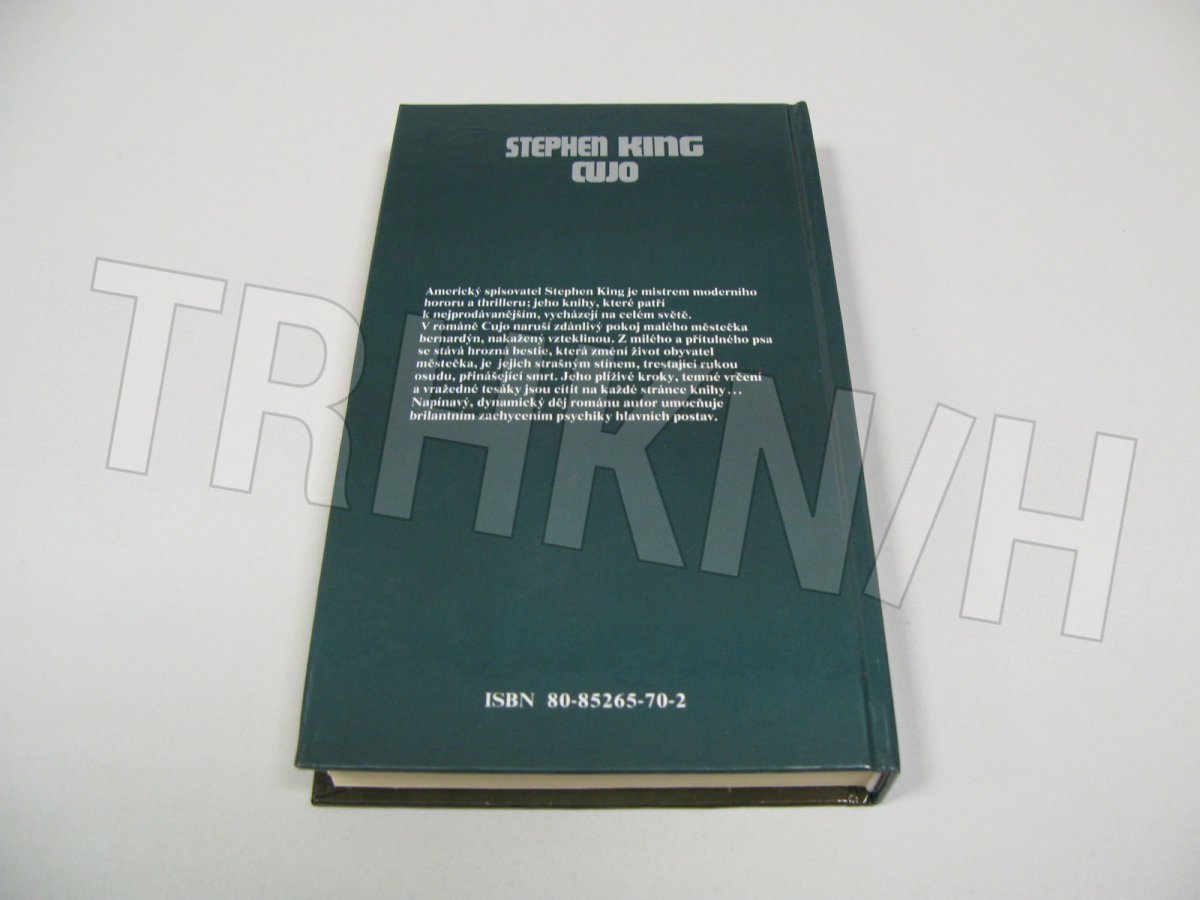 STEPHEN KING
CUJO
Americký spisovatel Stephen King je mistrem moderního
hororu a thrilleru; jeho knihy, které patří
k nejprodávanějším, vycházejí na celém světě.
V románě Cujo naruší zdánlivý pokoj malého městečka
bernardýn, nakažený vzteklinou. Z milého a přítulného psa
se stává hrozná bestie, která změní život obyvatel
městečka, je jejich strašným stínem, trestající rukou
osudu, přinášející smrt. Jeho plíživé kroky, temné vrčení
a vražedné tesáky jsou cítit na každé stránce knihy...
Napínavý, dynamický děj románu autor umocňuje
brilantním zachycením psychiky hlavních postav.
TRHKNI/H
ISBN 80-85265-70-2